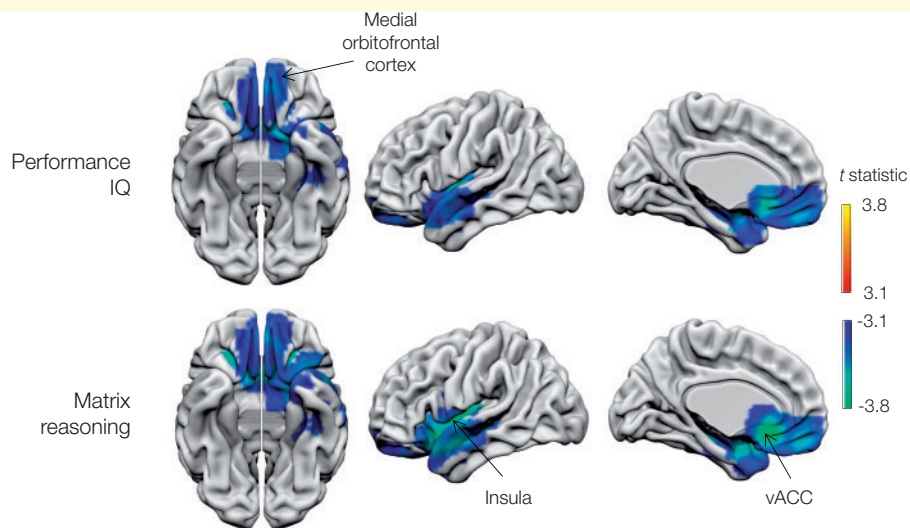 Medial
orbitofrontal
cortex
Performance
IQ
t statistic
3.8
3.1
-3.1
-3.8
Matrix
reasoning
Insula
vACC